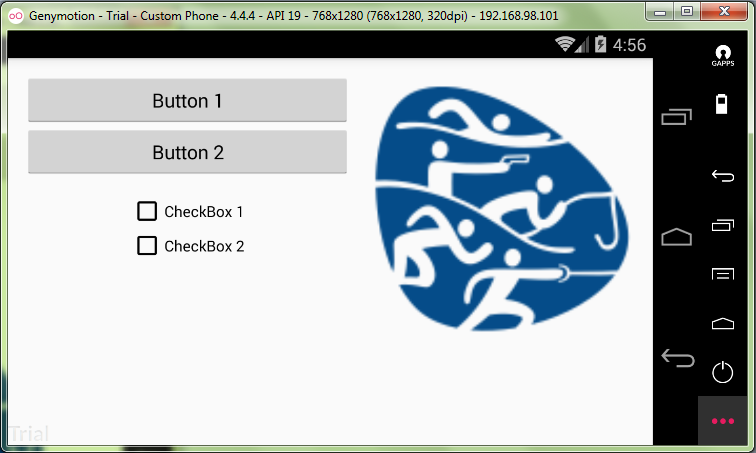 Genymotion - Trial - Custom Phone - 4.4.4 - API 19 - 768x1280 (768x1280, 320dpi) - 192.168.98.101
4:56
GAPPS
Button 1
Button 2
CheckBox 1
CheckBox 2
Trial